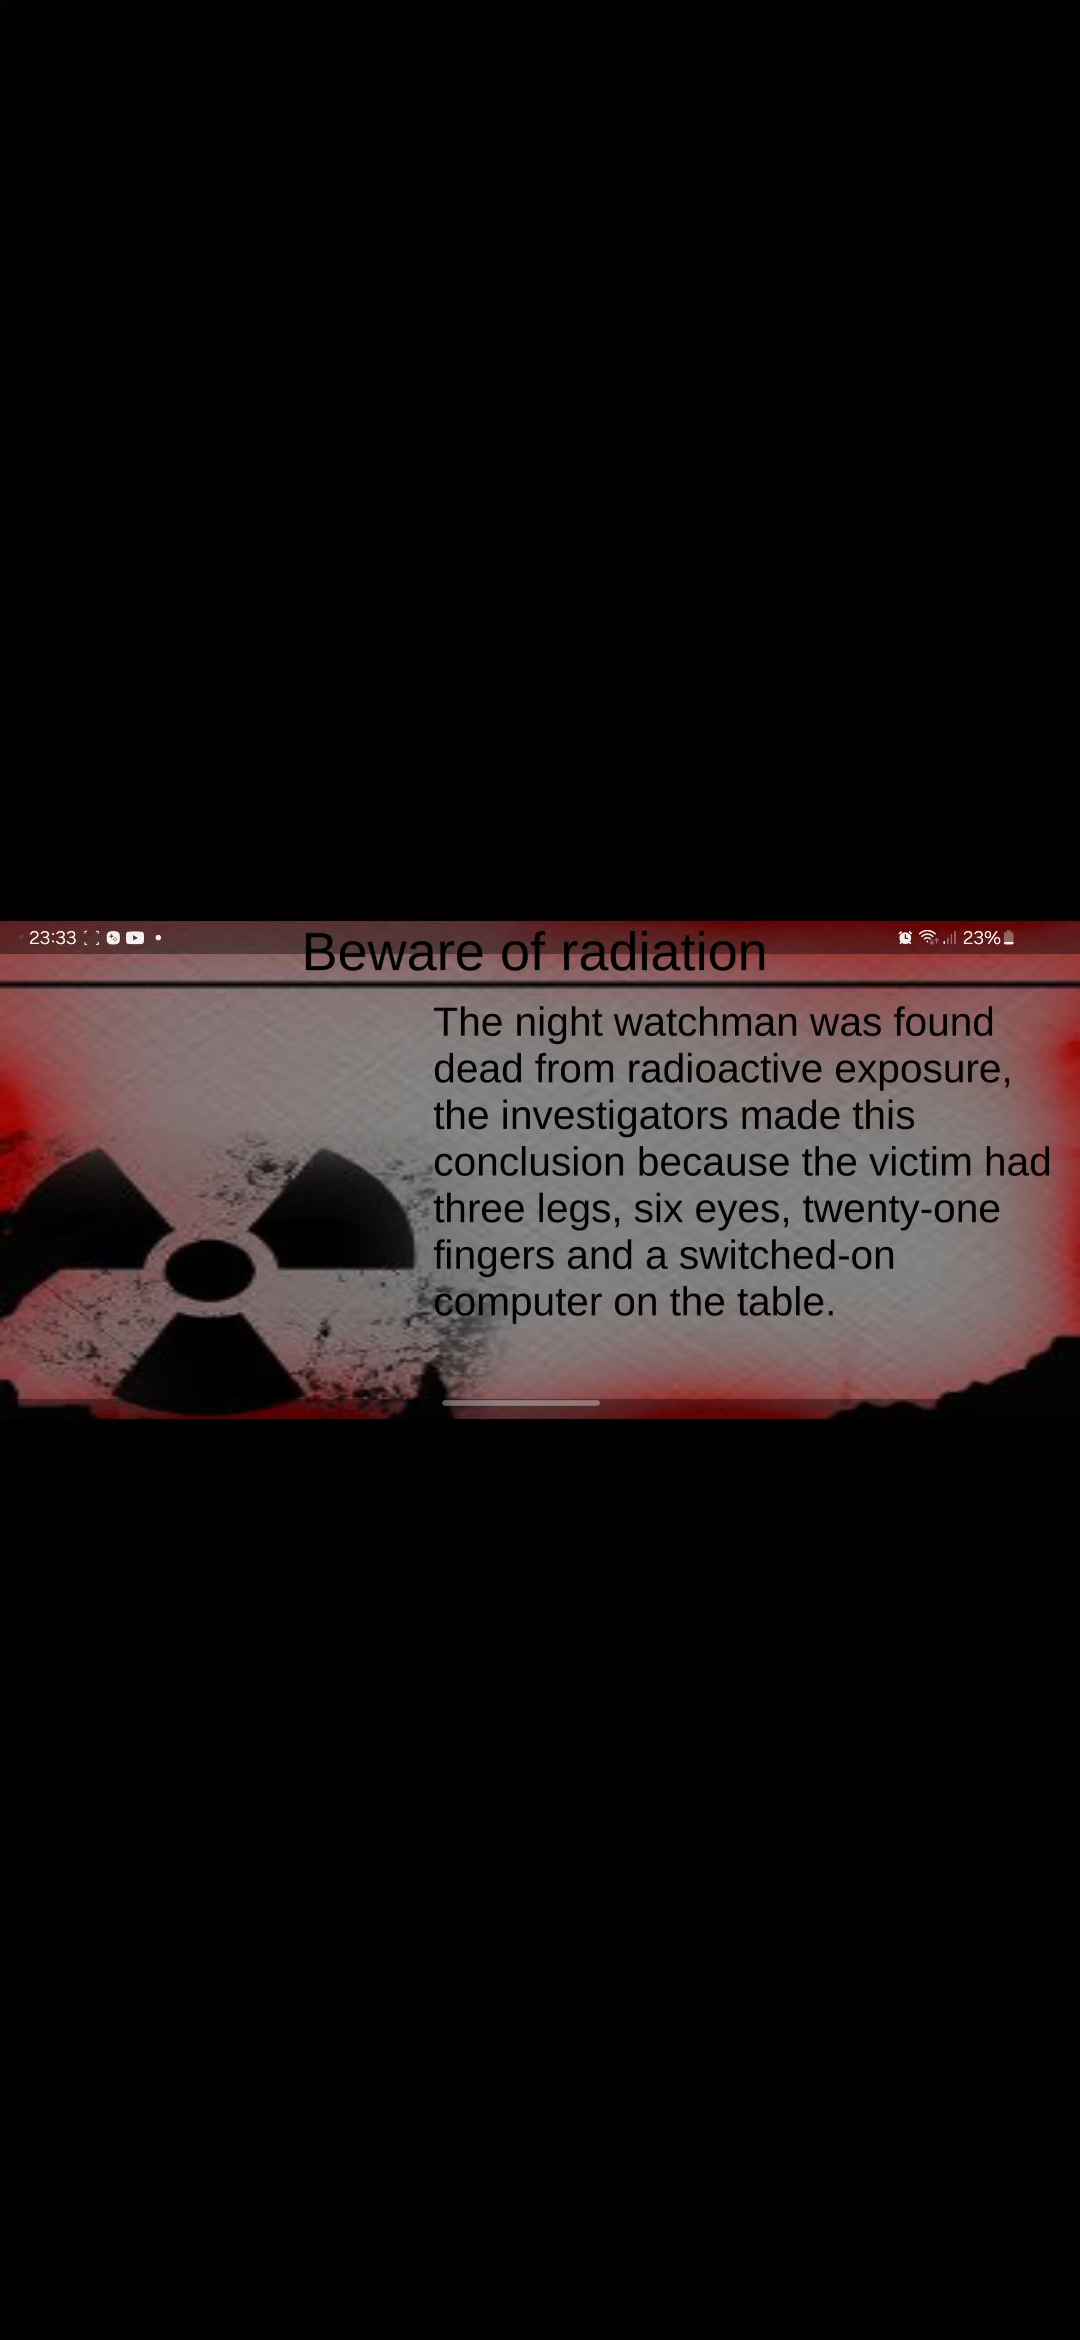 23:33
23%
Beware of radiation
The night watchman was found
dead from radioactive exposure,
the investigators made this
conclusion because the victim had
three legs, six eyes, twenty-one
fingers and a switched-on
computer on the table.